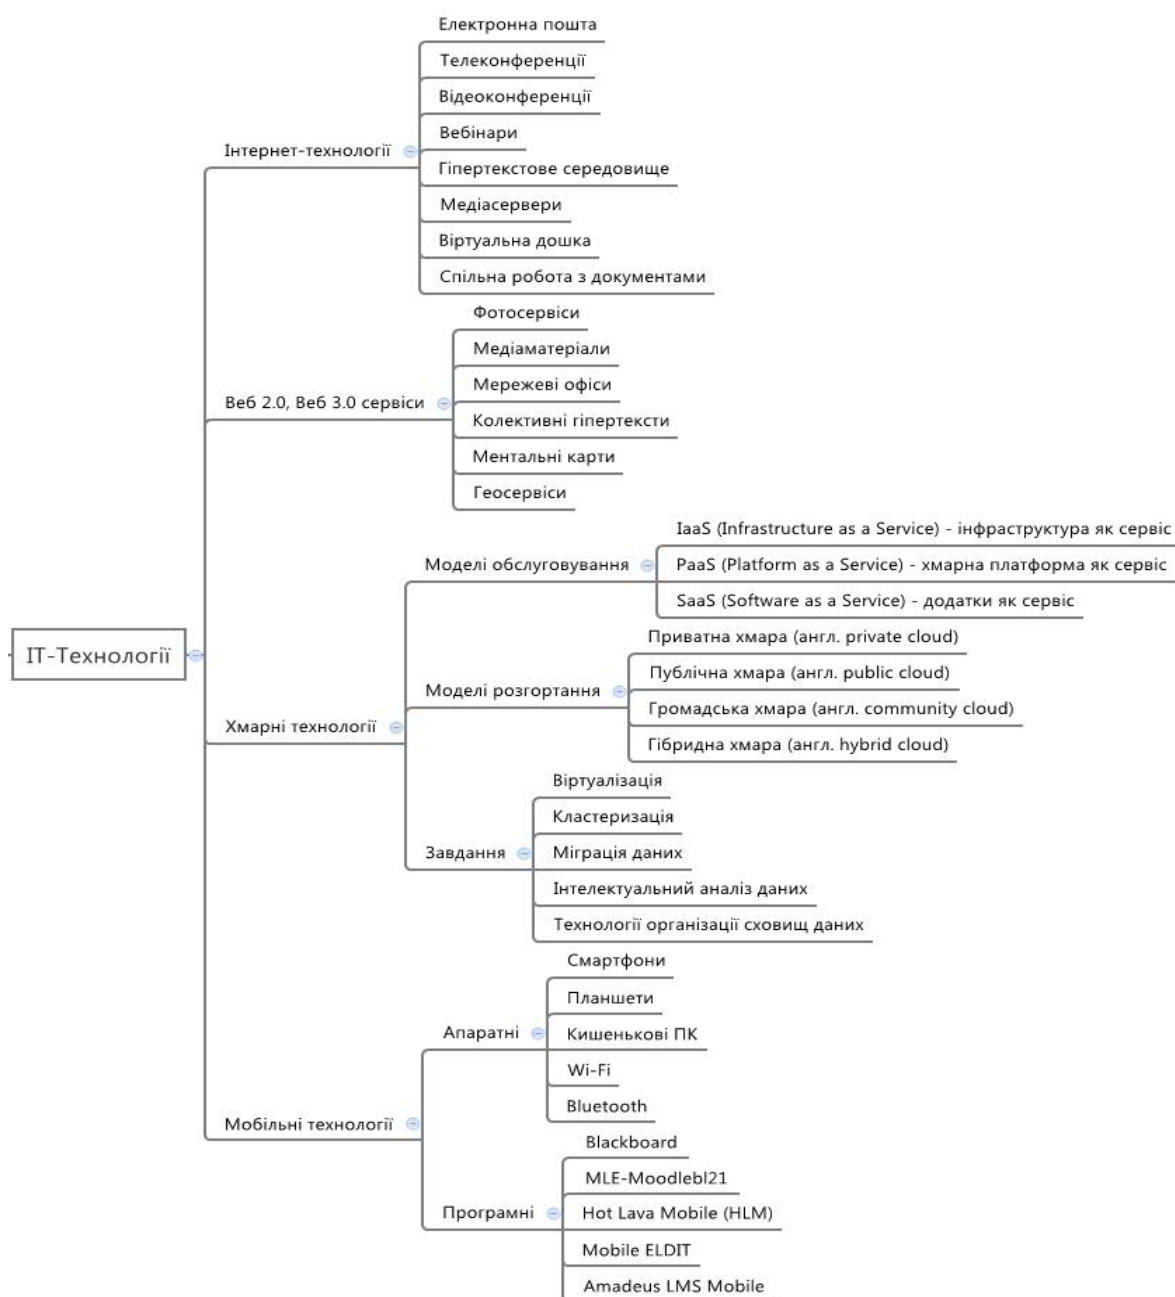 ІТ-Технології
Інтернет-технології
Електронна пошта
Телеконференції
Відеоконференції
Вебінари
Гіпертекстове середовище
Медіасервери
Віртуальна дошка
Спільна робота з документами
Веб 2.0, Веб 3.0 сервіси
Фотосервіси
Медіаматеріали
Мережеві офіси
Колективні гіпертексти
Ментальні карти
Геосервіси
Хмарні технології
Моделі обслуговування
IaaS (Infrastructure as a Service) - інфраструктура як сервіс
PaaS (Platform as a Service) - хмарна платформа як сервіс
SaaS (Software as a Service) - додатки як сервіс
Моделі розгортання
Приватна хмара (англ. private cloud)
Публічна хмара (англ. public cloud)
Громадська хмара (англ. community cloud)
Гібридна хмара (англ. hybrid cloud)
Завдання
Віртуалізація
Кластеризація
Міграція даних
Інтелектуальний аналіз даних
Технології організації сховищ даних
Мобільні технології
Апаратні
Смартфони
Планшети
Кишенькові ПК
Wi-Fi
Bluetooth
Програмні
Blackboard
MLE-Moodlebl21
Hot Lava Mobile (HLM)
Mobile ELDIT
Amadeus LMS Mobile